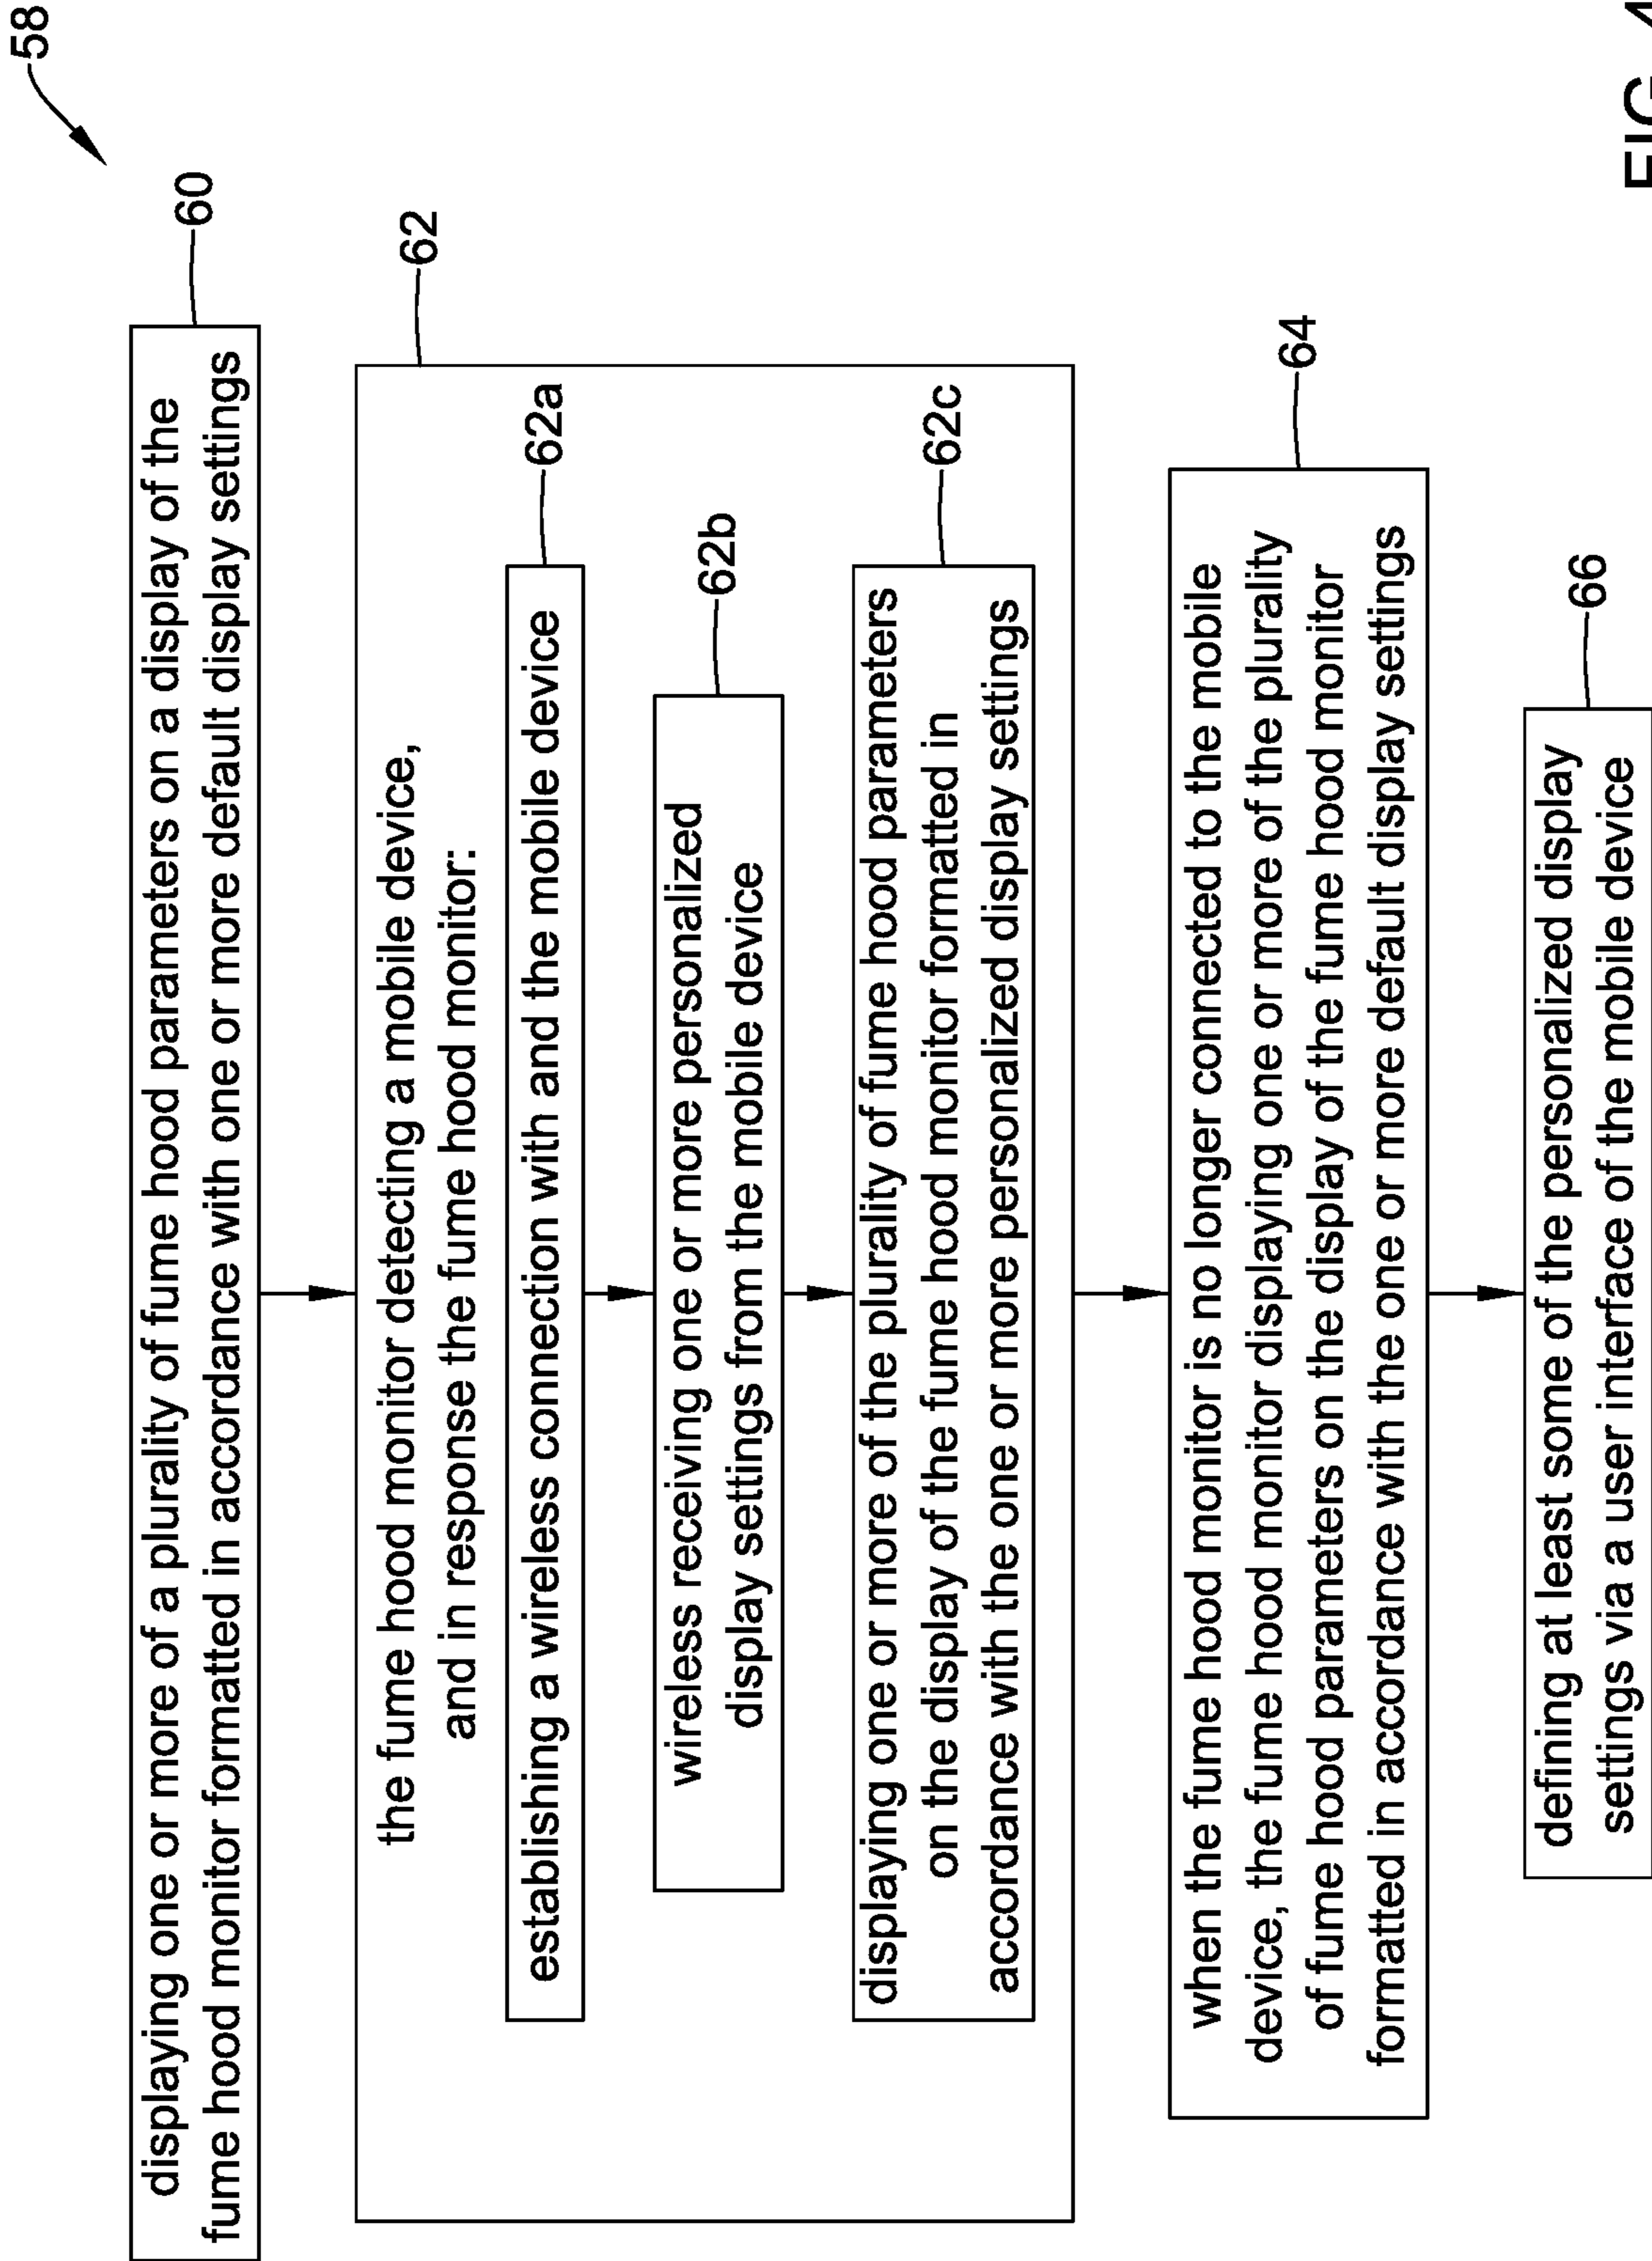 58
displaying one or more of a plurality of fume hood parameters on a display of the
fume hood monitor formatted in accordance with one or more default display settings
60
the fume hood monitor detecting a mobile device,
and in response the fume hood monitor:
62
establishing a wireless connection with and the mobile device
62a
wireless receiving one or more personalized
display settings from the mobile device
62b
displaying one or more of the plurality of fume hood parameters
on the display of the fume hood monitor formatted in
accordance with the one or more personalized display settings
62c
when the fume hood monitor is no longer connected to the mobile
device, the fume hood monitor displaying one or more of the plurality
of fume hood parameters on the display of the fume hood monitor
formatted in accordance with the one or more default display settings
64
defining at least some of the personalized display
settings via a user interface of the mobile device
66
FIG. 4